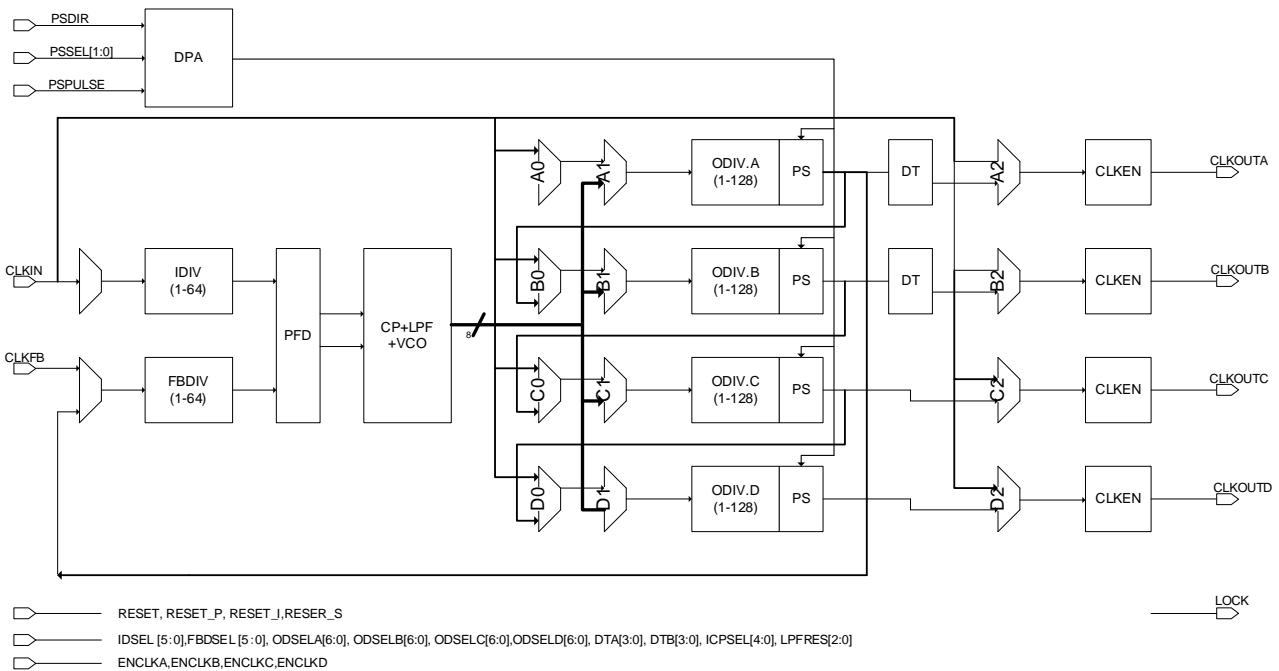 PSDIR
PSSEL[1:0]
PSPULSE
DPA
A0
A1
ODIV.A
(1-128)
PS
DT
A2
CLKEN
CLKOUTA
CLKIN
IDIV
(1-64)
B0
B1
ODIV.B
(1-128)
PS
DT
B2
CLKEN
CLKOUTB
PFD
CP+LPF
+VCO
8
CLKFB
FBDIV
(1-64)
C0
C1
ODIV.C
(1-128)
PS
C2
CLKEN
CLKOUTC
D0
D1
ODIV.D
(1-128)
PS
D2
CLKEN
CLKOUTD
LOCK
RESET, RESET_P, RESET_I,RESER_S
IDSEL [5:0],FBDSEL [5:0], ODSELA[6:0], ODSELB[6:0], ODSELC[6:0],ODSELD[6:0], DTA[3:0], DTB[3:0], ICPSEL[4:0], LPFRES[2:0]
ENCLKA,ENCLKB,ENCLKC,ENCLKD